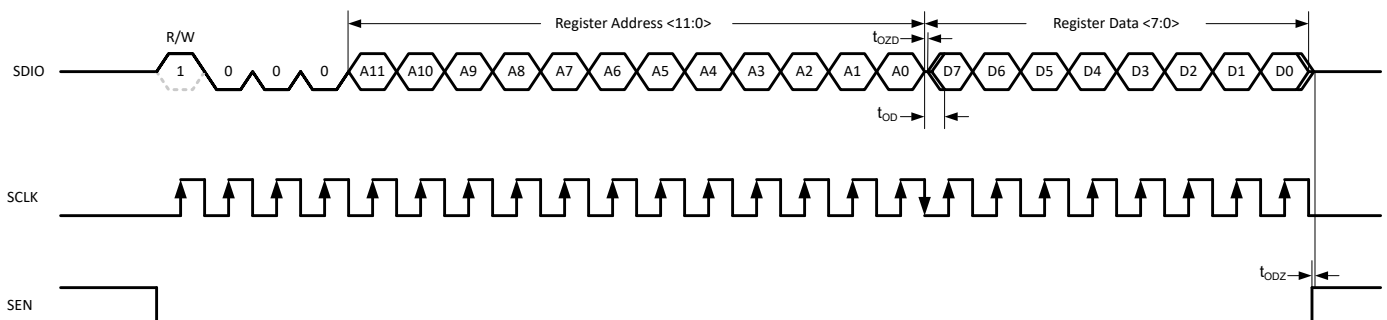 Register Address <11:0>
Register Data <7:0>
R/W
tOZD
SDIO
1 0 0 0 A11 A10 A9 A8 A7 A6 A5 A4 A3 A2 A1 A0 D7 D6 D5 D4 D3 D2 D1 D0
tOD
SCLK
tODZ
SEN